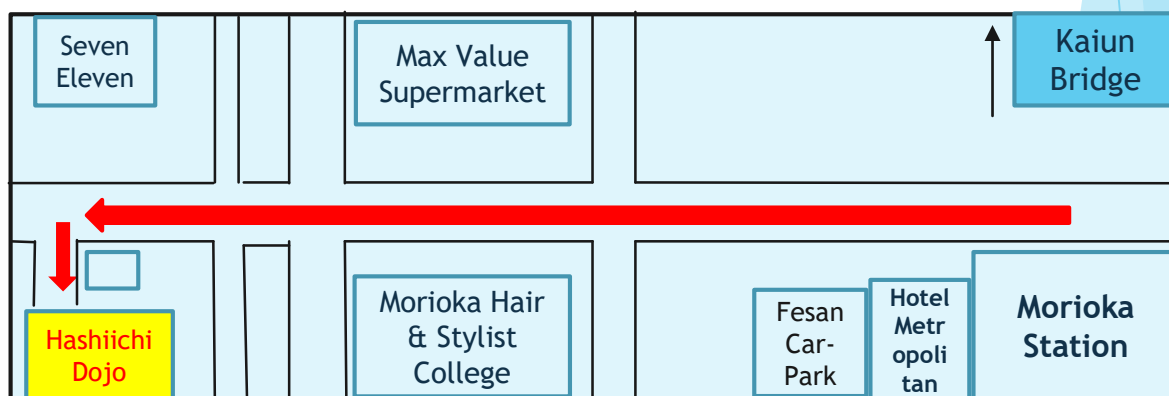 Seven
Eleven
Max Value
Supermarket
Kaiun
Bridge
Hashiichi
Dojo
Morioka Hair
& Stylist
College
Fesan
Car-
Park
Hotel
Metr
opoli
tan
Morioka
Station